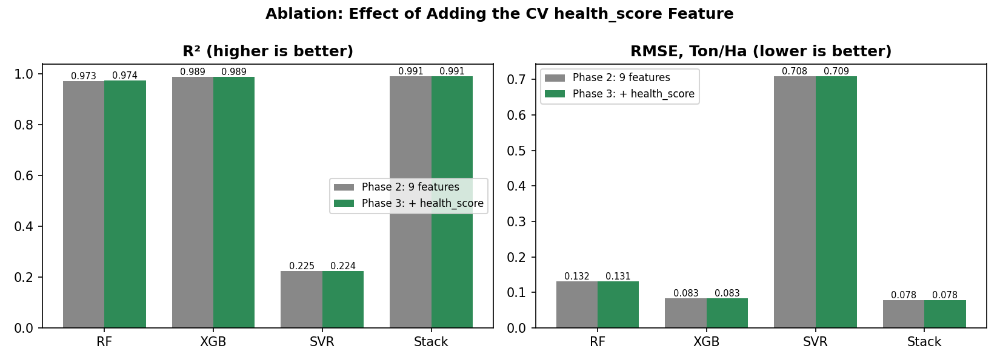 Ablation: Effect of Adding the CV health_score Feature
R² (higher is better)
1.0
0.8
0.6
0.4
0.2
0.0
0.973
0.974
0.989
0.989
0.225
0.224
0.991
0.991
Phase 2: 9 features
Phase 3: + health_score
RF
XGB
SVR
Stack
RMSE, Ton/Ha (lower is better)
0.7
0.6
0.5
0.4
0.3
0.2
0.1
0.0
Phase 2: 9 features
Phase 3: + health_score
0.132
0.131
0.083
0.083
0.708
0.709
0.078
0.078
RF
XGB
SVR
Stack